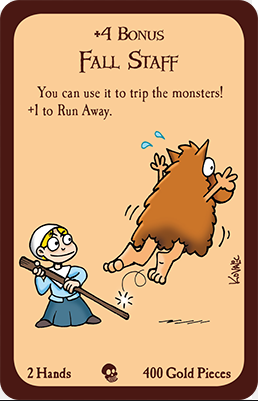 +4 Bonus
Fall Staff
You can use it to trip the monsters!
+1 to Run Away.
Kovalic
2 Hands
400 Gold Pieces